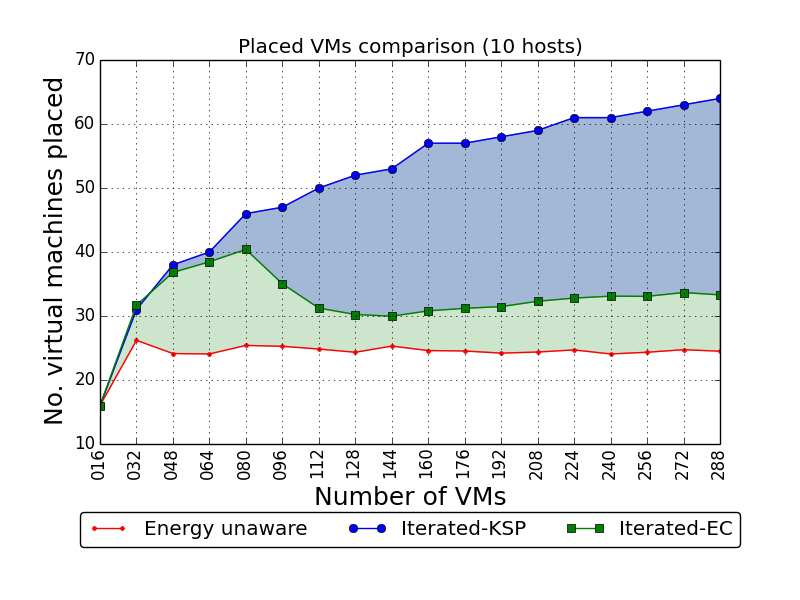 Placed VMs comparison (10 hosts)
No. virtual machines placed
70
60
50
40
30
20
10
016 032 048 064 080 096 112 128 144 160 176 192 208 224 240 256 272 288
Number of VMs
Energy unaware Iterated-KSP Iterated-EC